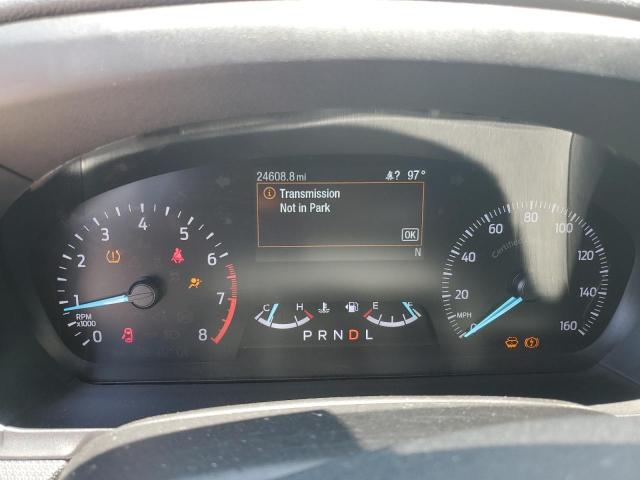 24608.8 mi
? 97°
Transmission
Not in Park
OK
N
0 1 2 3 4 5 6 7 8
RPM
x1000
C H
E F
P R N D L
0 20 40 60 80 100 120 140 160
MPH
Certified